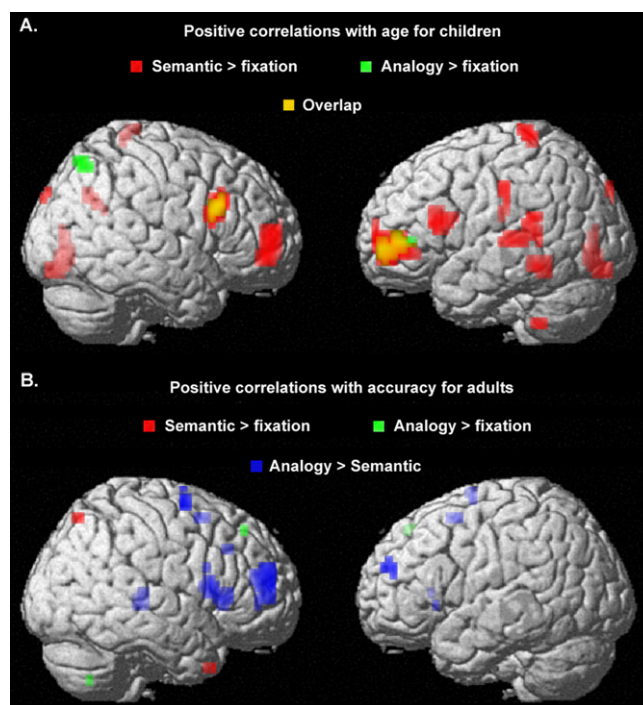 A.
Positive correlations with age for children
Semantic > fixation
Analogy > fixation
Overlap
B.
Positive correlations with accuracy for adults
Semantic > fixation
Analogy > fixation
Analogy > Semantic